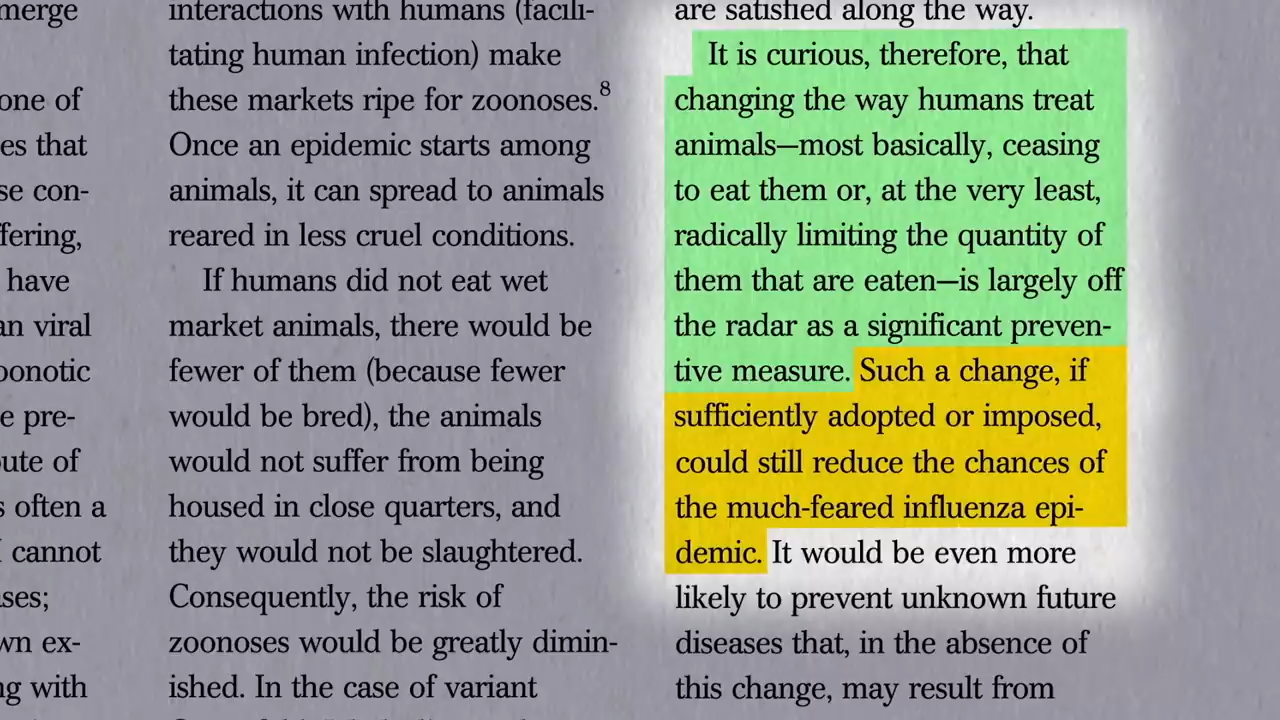 merge
one of
es that
se con-
fering,
have
an viral
oonotic
e pre-
oute of
s often a
cannot
ases;
wn ex-
ng with
interactions with humans (facili-
tating human infection) make
these markets ripe for zoonoses.8
Once an epidemic starts among
animals, it can spread to animals
reared in less cruel conditions.
If humans did not eat wet
market animals, there would be
fewer of them (because fewer
would be bred), the animals
would not suffer from being
housed in close quarters, and
they would not be slaughtered.
Consequently, the risk of
zoonoses would be greatly dimin-
ished. In the case of variant
are satisfied along the way.
It is curious, therefore, that
changing the way humans treat
animals—most basically, ceasing
to eat them or, at the very least,
radically limiting the quantity of
them that are eaten—is largely off
the radar as a significant preven-
tive measure. Such a change, if
sufficiently adopted or imposed,
could still reduce the chances of
the much-feared influenza epi-
demic. It would be even more
likely to prevent unknown future
diseases that, in the absence of
this change, may result from